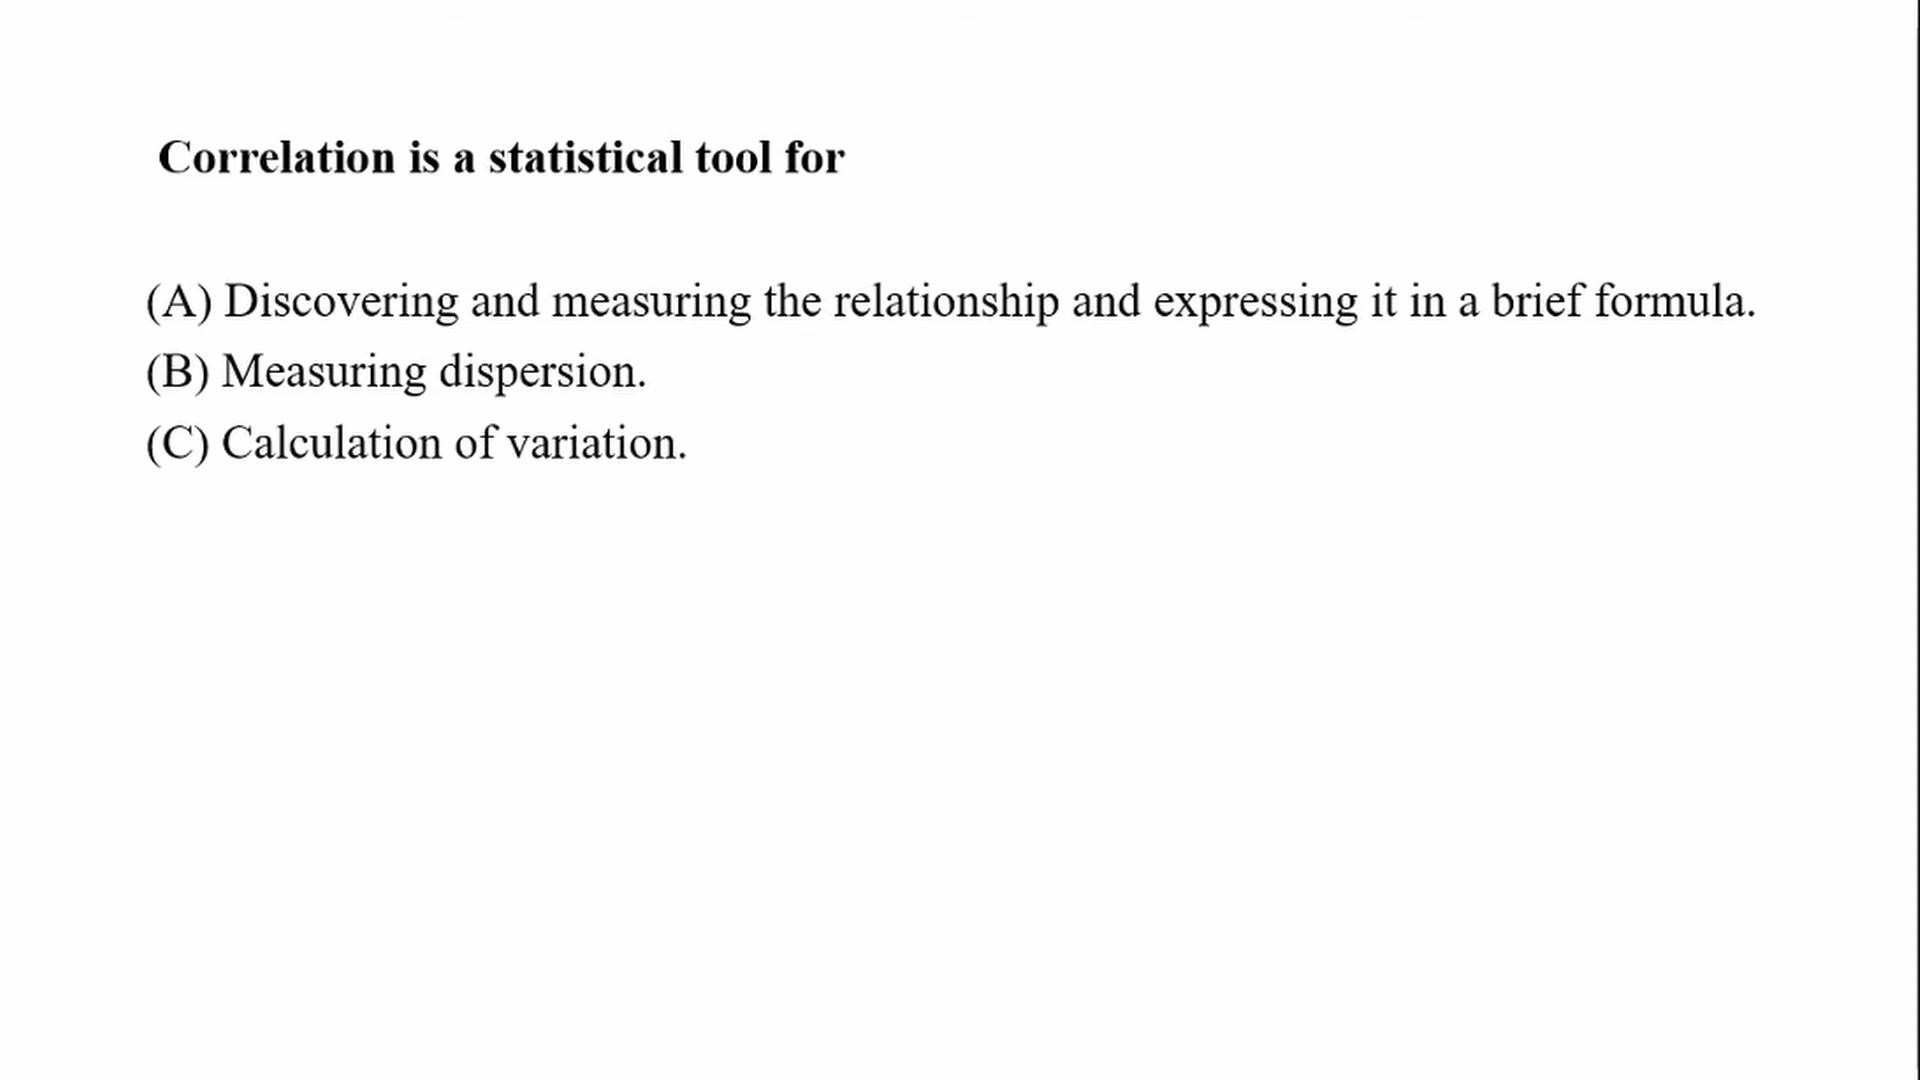 Correlation is a statistical tool for
(A) Discovering and measuring the relationship and expressing it in a brief formula.
(B) Measuring dispersion.
(C) Calculation of variation.